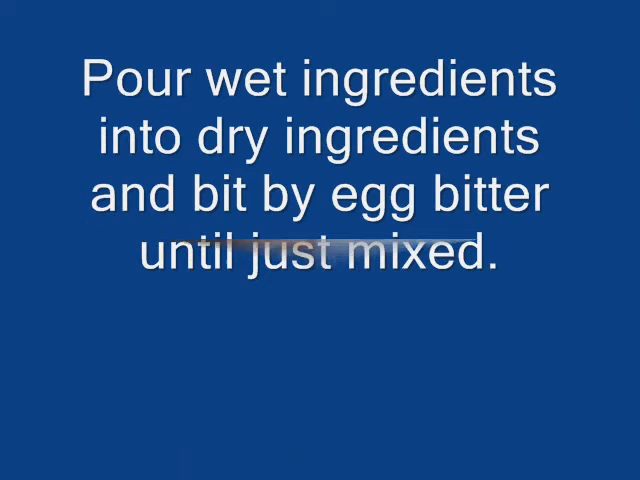 Pour wet ingredients
into dry ingredients
and bit by egg bitter
until just mixed.